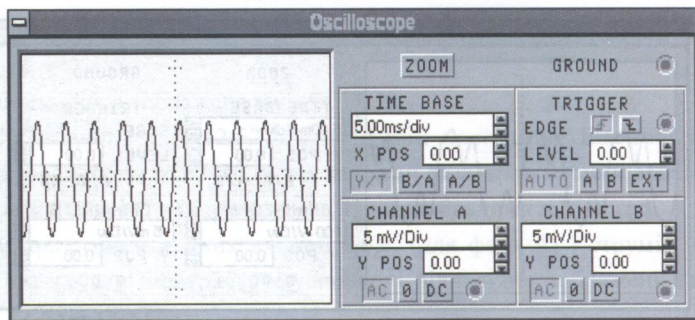 Oscilloscope
ZOOM GROUND
TIME BASE
5.00ms/div
X POS 0.00
Y/T B/A A/B
TRIGGER
EDGE
LEVEL 0.00
AUTO A B EXT
CHANNEL A
5 mV/Div
Y POS 0.00
AC 0 DC
CHANNEL B
5 mV/Div
Y POS 0.00
AC 0 DC